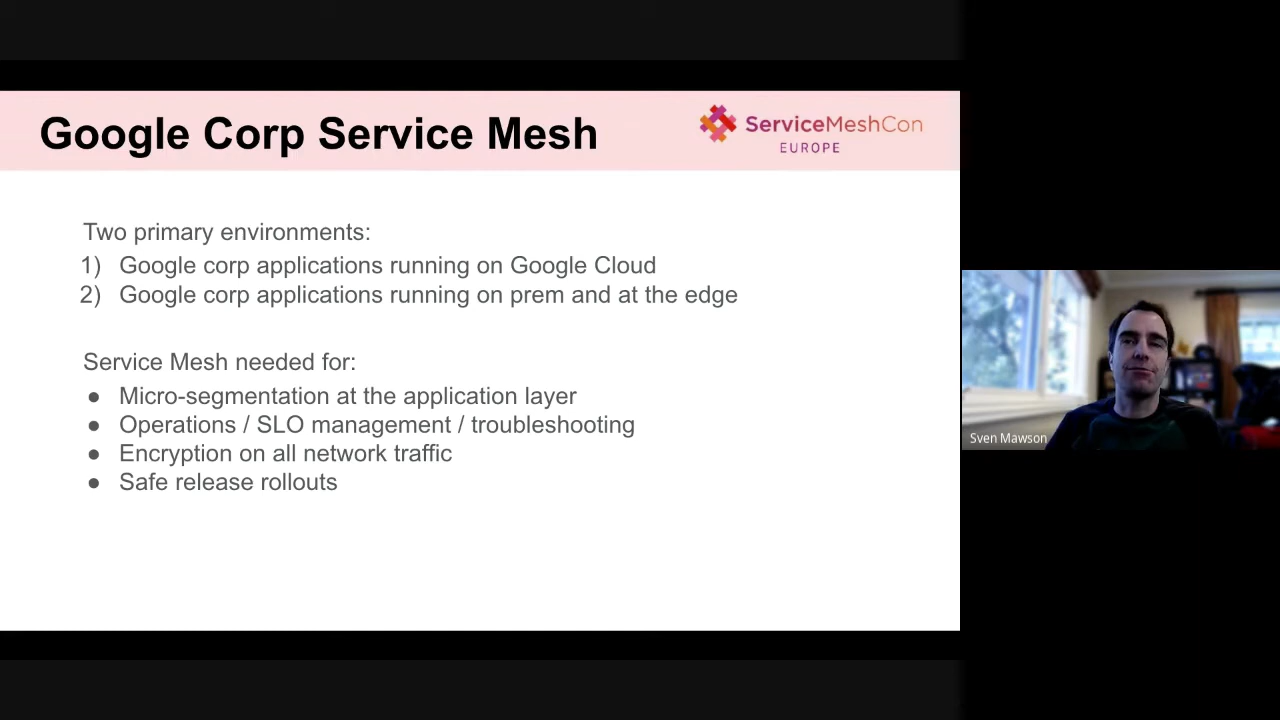 Google Corp Service Mesh
ServiceMeshCon
EUROPE
Two primary environments:
1) Google corp applications running on Google Cloud
2) Google corp applications running on prem and at the edge
Service Mesh needed for:
● Micro-segmentation at the application layer
● Operations / SLO management / troubleshooting
● Encryption on all network traffic
● Safe release rollouts
Sven Mawson